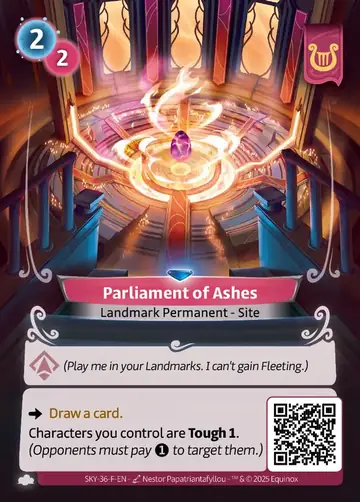 2
2
Parliament of Ashes
Landmark Permanent - Site
(Play me in your Landmarks. I can't gain Fleeting.)
Draw a card.
Characters you control are Tough 1.
(Opponents must pay 1 to target them.)
SKY-36-F-EN - Nestor Papatriantafyllou - ™ & © 2025 Equinox